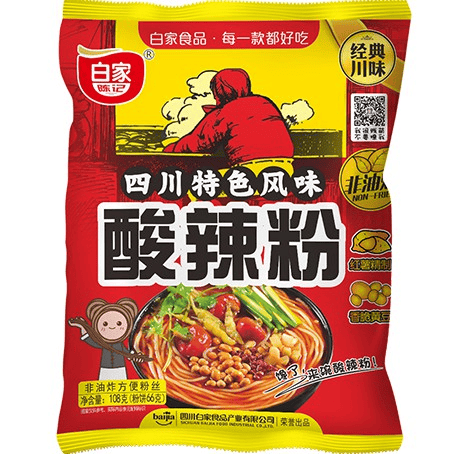 白家食品·每一款都好吃
白家
陈记
®
经典
川味
四川特色风味
非油炸
NON-FRIE
酸辣粉
红薯精制
香脆黄豆
馋了,来碗酸辣粉!
非油炸方便粉丝
净含量:108克(粉饼66克)
baijia
四川白家食品产业有限公司
SICHUAN BAIJIA FOOD INDUSTRIAL CO.,LTD.
荣誉出品